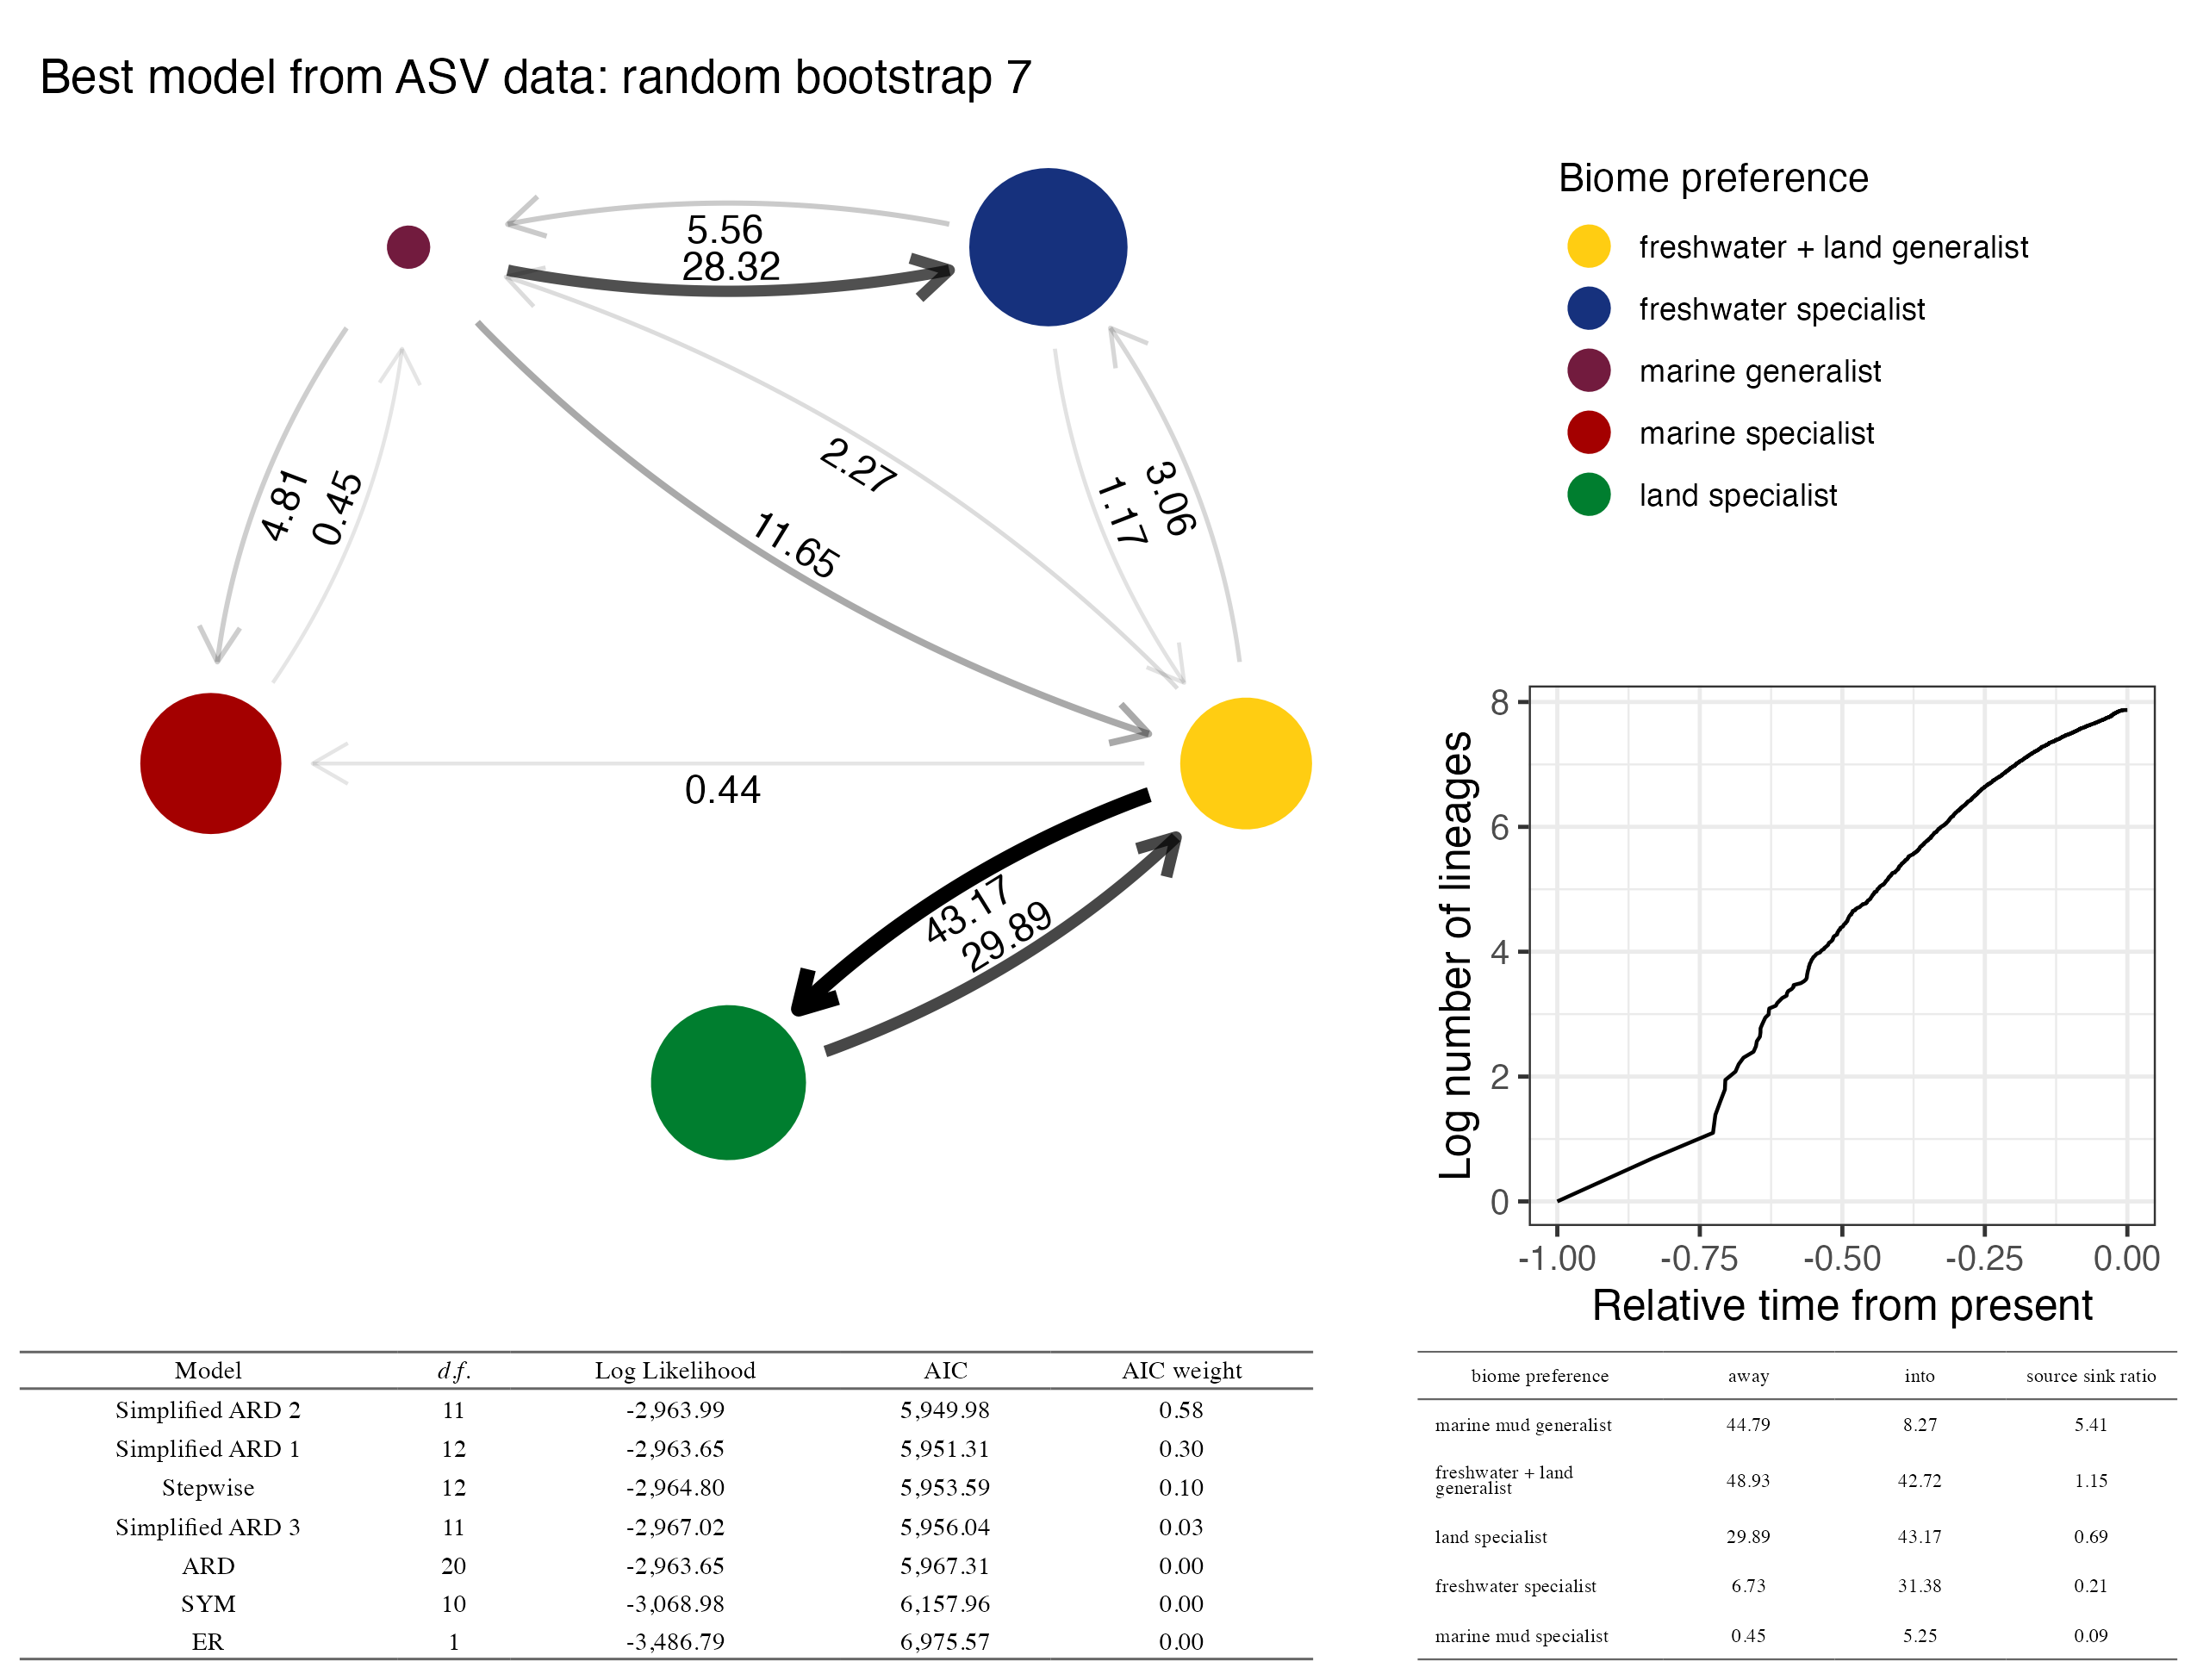 Best model from ASV data: random bootstrap 7
5.56
28.32
2.27
11.65
4.81
0.45
3.06
1.17
0.44
43.17
29.89
Biome preference
freshwater + land generalist
freshwater specialist
marine generalist
marine specialist
land specialist
Log number of lineages
8
6
4
2
0
-1.00 -0.75 -0.50 -0.25 0.00
Relative time from present
Model d.f. Log Likelihood AIC AIC weight
Simplified ARD 2 11 -2,963.99 5,949.98 0.58
Simplified ARD 1 12 -2,963.65 5,951.31 0.30
Stepwise 12 -2,964.80 5,953.59 0.10
Simplified ARD 3 11 -2,967.02 5,956.04 0.03
ARD 20 -2,963.65 5,967.31 0.00
SYM 10 -3,068.98 6,157.96 0.00
ER 1 -3,486.79 6,975.57 0.00
biome preference away into source sink ratio
marine mud generalist 44.79 8.27 5.41
freshwater + land
generalist 48.93 42.72 1.15
land specialist 29.89 43.17 0.69
freshwater specialist 6.73 31.38 0.21
marine mud specialist 0.45 5.25 0.09